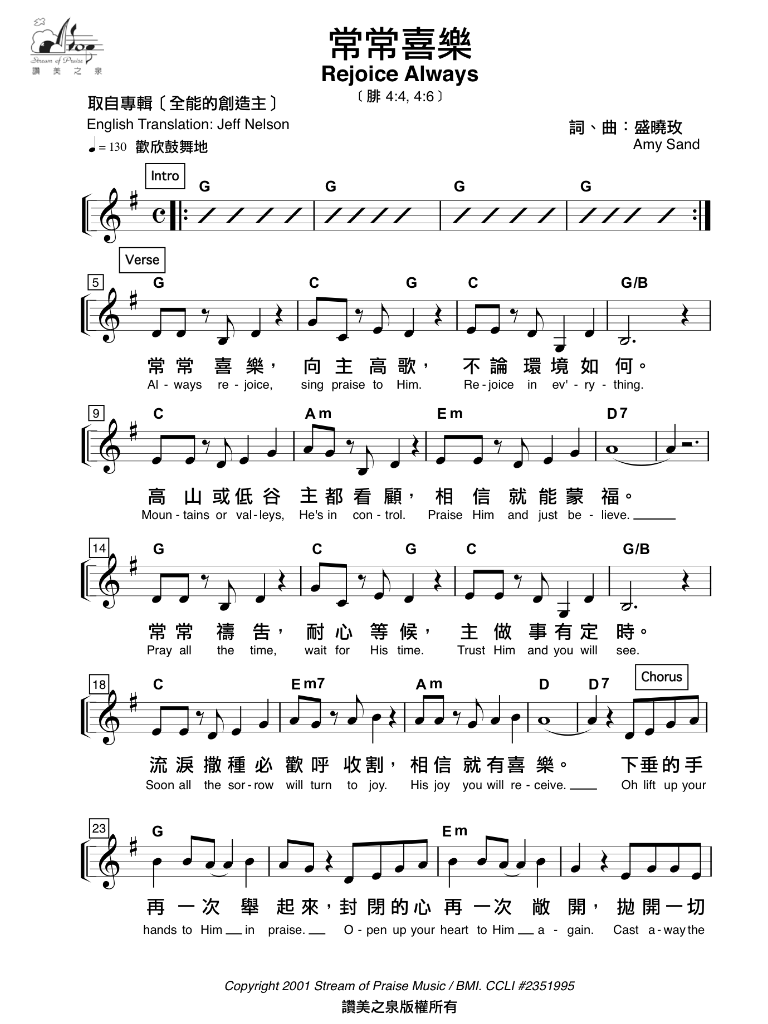 常常喜樂
Stream of Praise
讚美之泉
Rejoice Always
﹝腓 4:4, 4:6﹞
取自專輯﹝全能的創造主﹞
English Translation: Jeff Nelson
詞、曲：盛曉玫
Amy Sand
♩= 130 歡欣鼓舞地
Intro
G G G G
Verse
5 G C G C G/B
常常喜樂，向主高歌，不論環境如何。
Al- ways re- joice, sing praise to Him. Re- joice in ev'- ry - thing.
9 C Am Em D7
高山或低谷主都看顧，相信就能蒙福。
Moun - tains or val- leys, He's in con - trol. Praise Him and just be - lieve.
14 G C G C G/B
常常禱告，耐心等候，主做事有定時。
Pray all the time, wait for His time. Trust Him and you will see.
18 C Em7 Am D D7 Chorus
流淚撒種必歡呼收割，相信就有喜樂。下垂的手
Soon all the sor- row will turn to joy. His joy you will re - ceive. Oh lift up your
23 G Em
再一次舉起來，封閉的心再一次敞開，拋開一切
hands to Him in praise. O - pen up your heart to Him a - gain. Cast a- way the
Copyright 2001 Stream of Praise Music / BMI. CCLI #2351995
讚美之泉版權所有